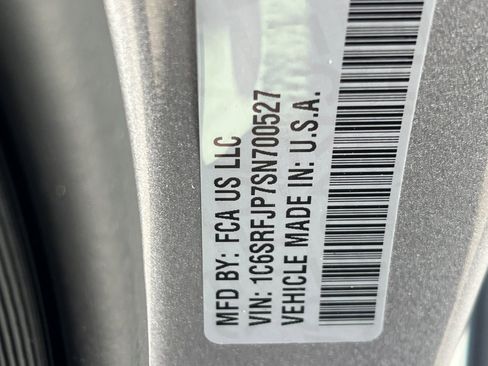 MFD BY: FCA US LLC
VIN: 1C6SRFJP7SN700527
VEHICLE MADE IN: U.S.A.